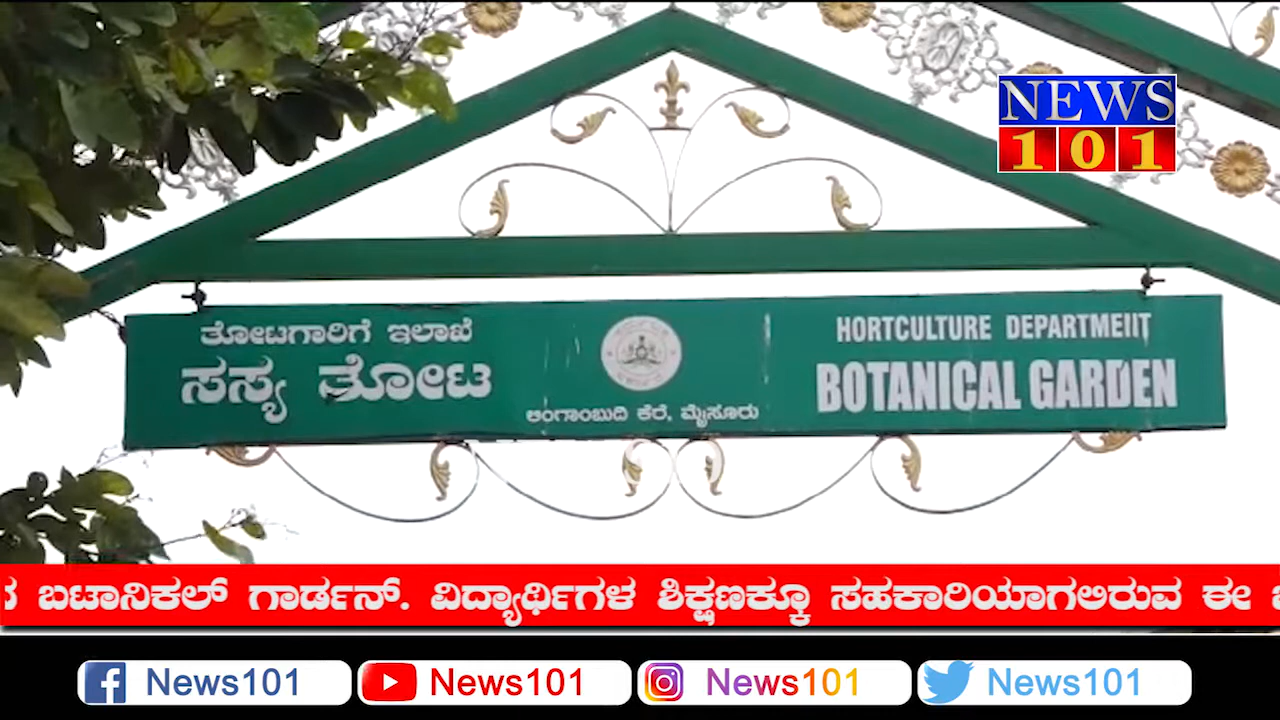 NEWS
101
ತೋಟಗಾರಿಗೆ ಇಲಾಖೆ
ಸಸ್ಯ ತೋಟ
ಲಿಂಗಾಂಬುದಿ ಕೆರೆ, ಮೈಸೂರು
HORTCULTURE DEPARTMEIIT
BOTANICAL GARDEN
ಬಟಾನಿಕಲ್ ಗಾರ್ಡನ್. ವಿದ್ಯಾರ್ಥಿಗಳ ಶಿಕ್ಷಣಕ್ಕೂ ಸಹಕಾರಿಯಾಗಲಿರುವ ಈ
News101 News101 News101 News101